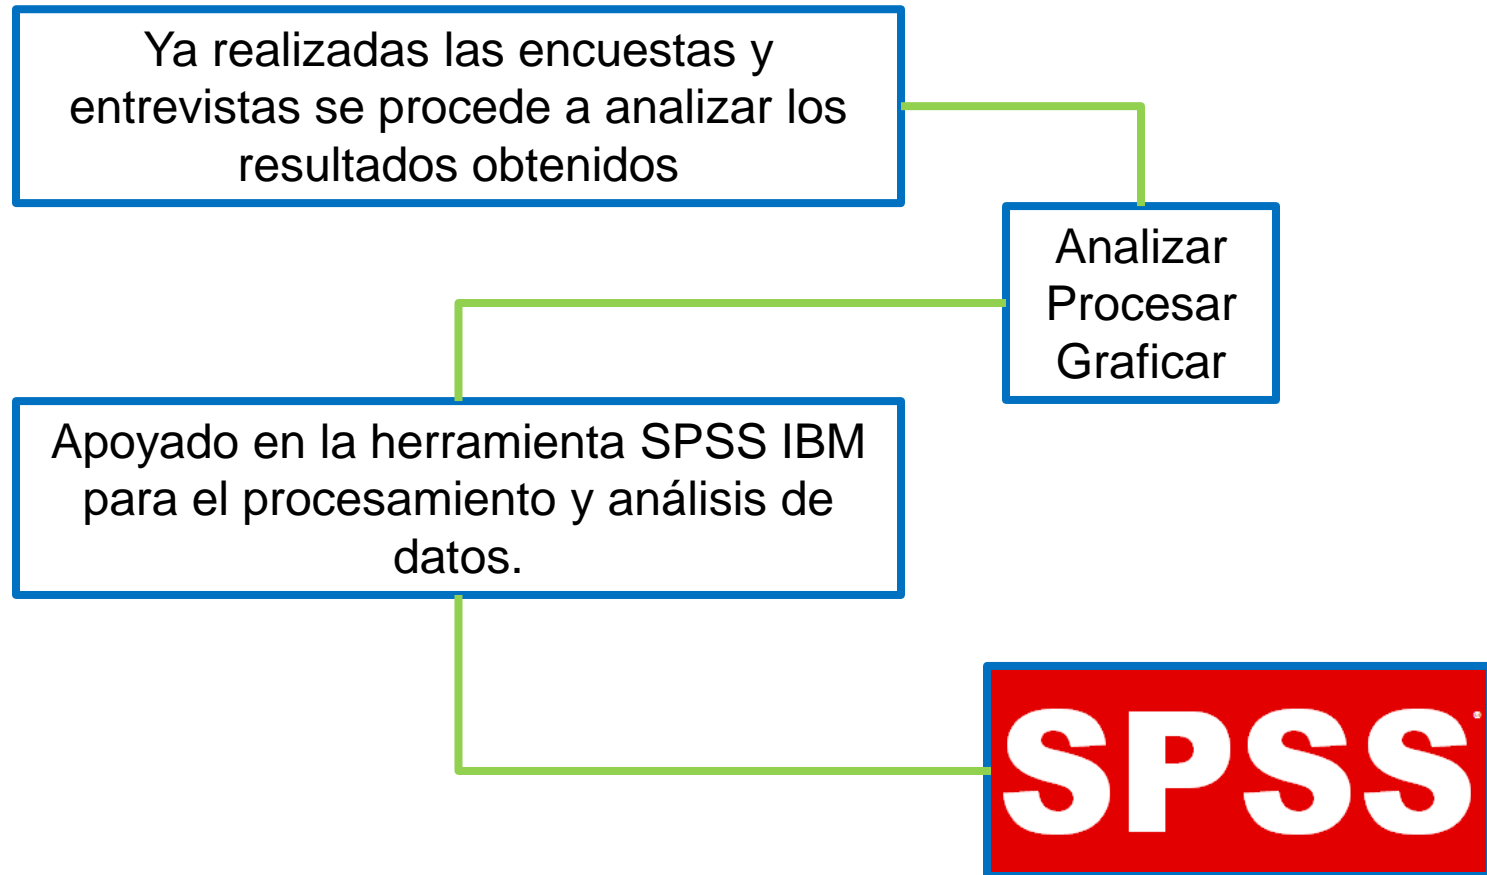 Ya realizadas las encuestas y
entrevistas se procede a analizar los
resultados obtenidos
Analizar
Procesar
Graficar
Apoyado en la herramienta SPSS IBM
para el procesamiento y análisis de
datos.
SPSS